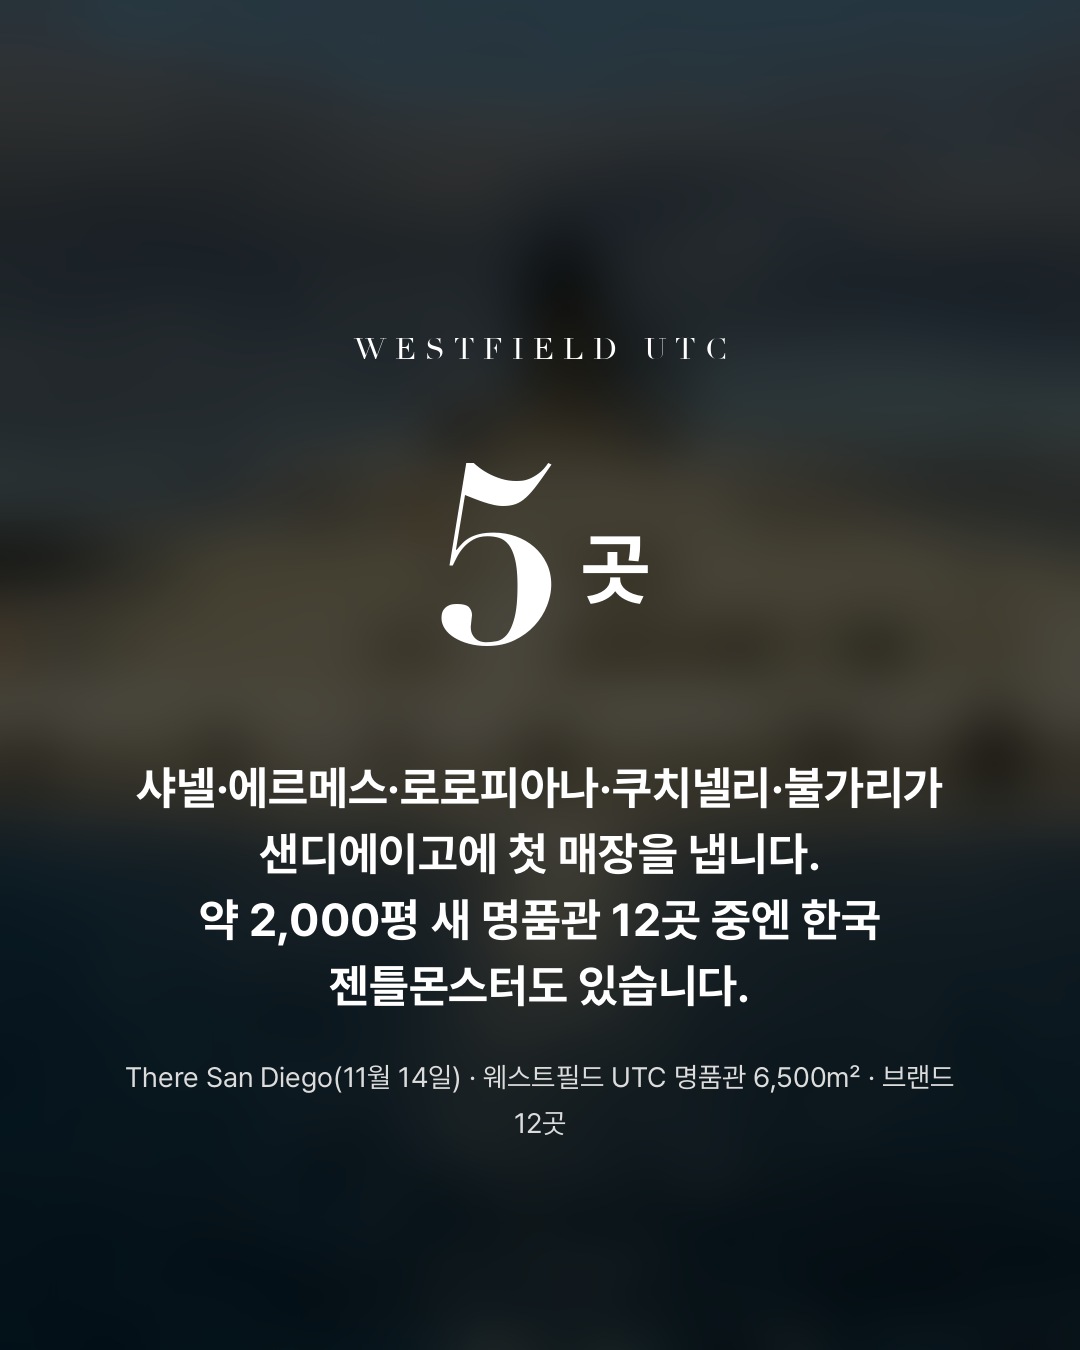 WESTFIELD UTC
5곳
샤넬·에르메스·로로피아나·쿠치넬리·불가리가
샌디에이고에 첫 매장을 냅니다.
약 2,000평 새 명품관 12곳 중엔 한국
젠틀몬스터도 있습니다.
There San Diego(11월 14일) · 웨스트필드 UTC 명품관 6,500m² · 브랜드
12곳